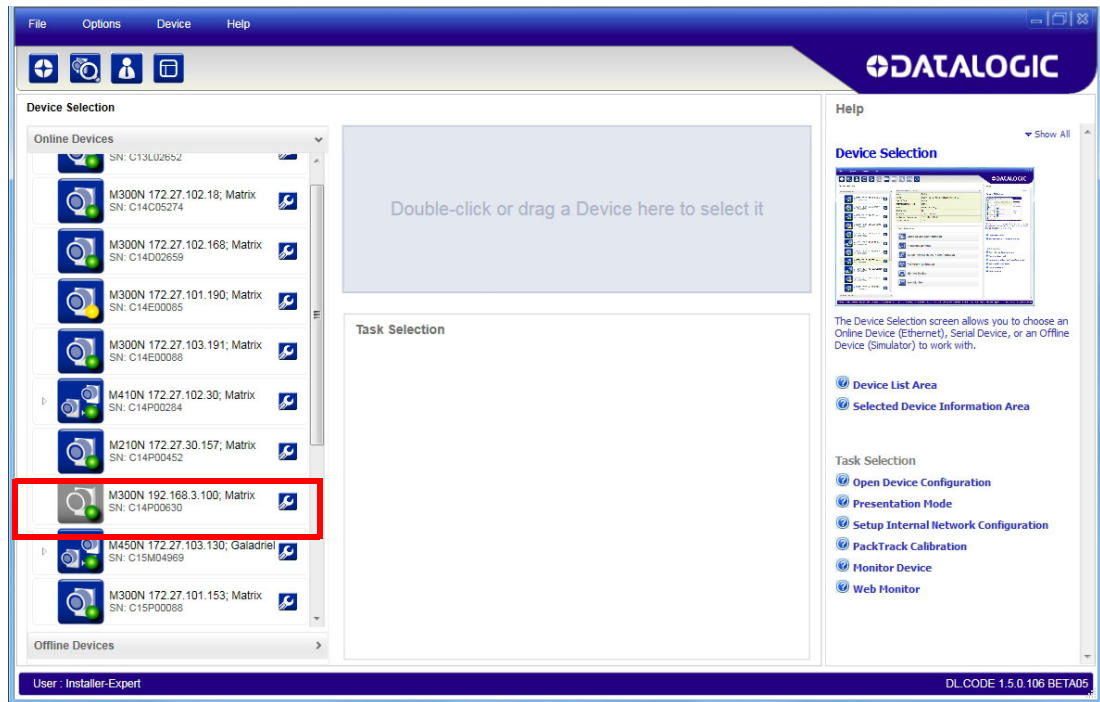 File Options Device Help
DATALOGIC
Device Selection
Online Devices
SN: C13L02652
M300N 172.27.102.18; Matrix
SN: C14C05274
M300N 172.27.102.168; Matrix
SN: C14D02659
M300N 172.27.101.190; Matrix
SN: C14E00085
M300N 172.27.103.191; Matrix
SN: C14E00088
M410N 172.27.102.30; Matrix
SN: C14P00284
M210N 172.27.30.157; Matrix
SN: C14P00452
M300N 192.168.3.100; Matrix
SN: C14P00630
M450N 172.27.103.130; Galadriel
SN: C15M04969
M300N 172.27.101.153; Matrix
SN: C15P00088
Offline Devices
Double-click or drag a Device here to select it
Task Selection
Help
Show All
Device Selection
DATALOGIC
The Device Selection screen allows you to choose an
Online Device (Ethernet), Serial Device, or an Offline
Device (Simulator) to work with.
Device List Area
Selected Device Information Area
Task Selection
Open Device Configuration
Presentation Mode
Setup Internal Network Configuration
PackTrack Calibration
Monitor Device
Web Monitor
User : Installer-Expert
DL.CODE 1.5.0.106 BETA05